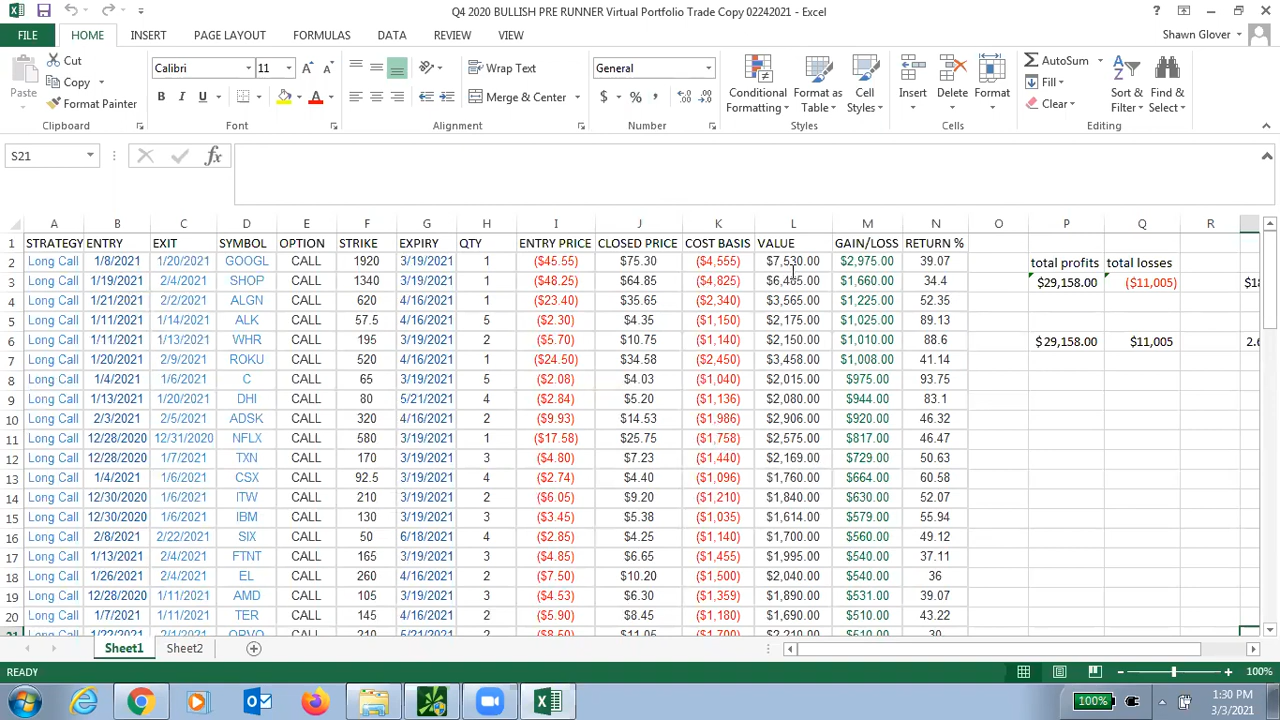 Q4 2020 BULLISH PRE RUNNER Virtual Portfolio Trade Copy 02242021 - Excel
FILE HOME INSERT PAGE LAYOUT FORMULAS DATA REVIEW VIEW Shawn Glover
Paste Cut Copy Format Painter
Clipboard
Calibri 11
B I U A A A
Font
Wrap Text
Merge & Center
Alignment
General
$ % ,
Number
Conditional Formatting Format as Table Cell Styles
Styles
Insert Delete Format
Cells
AutoSum Fill Clear Sort & Filter Find & Select
Editing
S21 fx
A B C D E F G H I J K L M N O P Q R
1 STRATEGY ENTRY EXIT SYMBOL OPTION STRIKE EXPIRY QTY ENTRY PRICE CLOSED PRICE COST BASIS VALUE GAIN/LOSS RETURN %
2 Long Call 1/8/2021 1/20/2021 GOOGL CALL 1920 3/19/2021 1 ($45.55) $75.30 ($4,555) $7,530.00 $2,975.00 39.07 total profits total losses
3 Long Call 1/19/2021 2/4/2021 SHOP CALL 1340 3/19/2021 1 ($48.25) $64.85 ($4,825) $6,485.00 $1,660.00 34.4 $29,158.00 ($11,005)
4 Long Call 1/21/2021 2/2/2021 ALGN CALL 620 4/16/2021 1 ($23.40) $35.65 ($2,340) $3,565.00 $1,225.00 52.35
5 Long Call 1/11/2021 1/14/2021 ALK CALL 57.5 4/16/2021 5 ($2.30) $4.35 ($1,150) $2,175.00 $1,025.00 89.13
6 Long Call 1/11/2021 1/13/2021 WHR CALL 195 3/19/2021 2 ($5.70) $10.75 ($1,140) $2,150.00 $1,010.00 88.6 $29,158.00 $11,005
7 Long Call 1/20/2021 2/9/2021 ROKU CALL 520 4/16/2021 1 ($24.50) $34.58 ($2,450) $3,458.00 $1,008.00 41.14
8 Long Call 1/4/2021 1/6/2021 C CALL 65 3/19/2021 5 ($2.08) $4.03 ($1,040) $2,015.00 $975.00 93.75
9 Long Call 1/13/2021 1/20/2021 DHI CALL 80 5/21/2021 4 ($2.84) $5.20 ($1,136) $2,080.00 $944.00 83.1
10 Long Call 2/3/2021 2/5/2021 ADSK CALL 320 4/16/2021 2 ($9.93) $14.53 ($1,986) $2,906.00 $920.00 46.32
11 Long Call 12/28/2020 12/31/2020 NFLX CALL 580 3/19/2021 1 ($17.58) $25.75 ($1,758) $2,575.00 $817.00 46.47
12 Long Call 12/28/2020 1/7/2021 TXN CALL 170 3/19/2021 3 ($4.80) $7.23 ($1,440) $2,169.00 $729.00 50.63
13 Long Call 1/4/2021 1/6/2021 CSX CALL 92.5 3/19/2021 4 ($2.74) $4.40 ($1,096) $1,760.00 $664.00 60.58
14 Long Call 12/30/2020 1/6/2021 ITW CALL 210 3/19/2021 2 ($6.05) $9.20 ($1,210) $1,840.00 $630.00 52.07
15 Long Call 12/30/2020 1/6/2021 IBM CALL 130 3/19/2021 3 ($3.45) $5.38 ($1,035) $1,614.00 $579.00 55.94
16 Long Call 2/8/2021 2/22/2021 SIX CALL 50 6/18/2021 4 ($2.85) $4.25 ($1,140) $1,700.00 $560.00 49.12
17 Long Call 1/13/2021 2/4/2021 FTNT CALL 165 3/19/2021 3 ($4.85) $6.65 ($1,455) $1,995.00 $540.00 37.11
18 Long Call 1/26/2021 2/4/2021 EL CALL 260 4/16/2021 2 ($7.50) $10.20 ($1,500) $2,040.00 $540.00 36
19 Long Call 12/28/2020 1/11/2021 AMD CALL 105 3/19/2021 3 ($4.53) $6.30 ($1,359) $1,890.00 $531.00 39.07
20 Long Call 1/7/2021 1/11/2021 TER CALL 145 4/16/2021 2 ($5.90) $8.45 ($1,180) $1,690.00 $510.00 43.22
Sheet1 Sheet2
READY 100%
100% 1:30 PM
3/3/2021